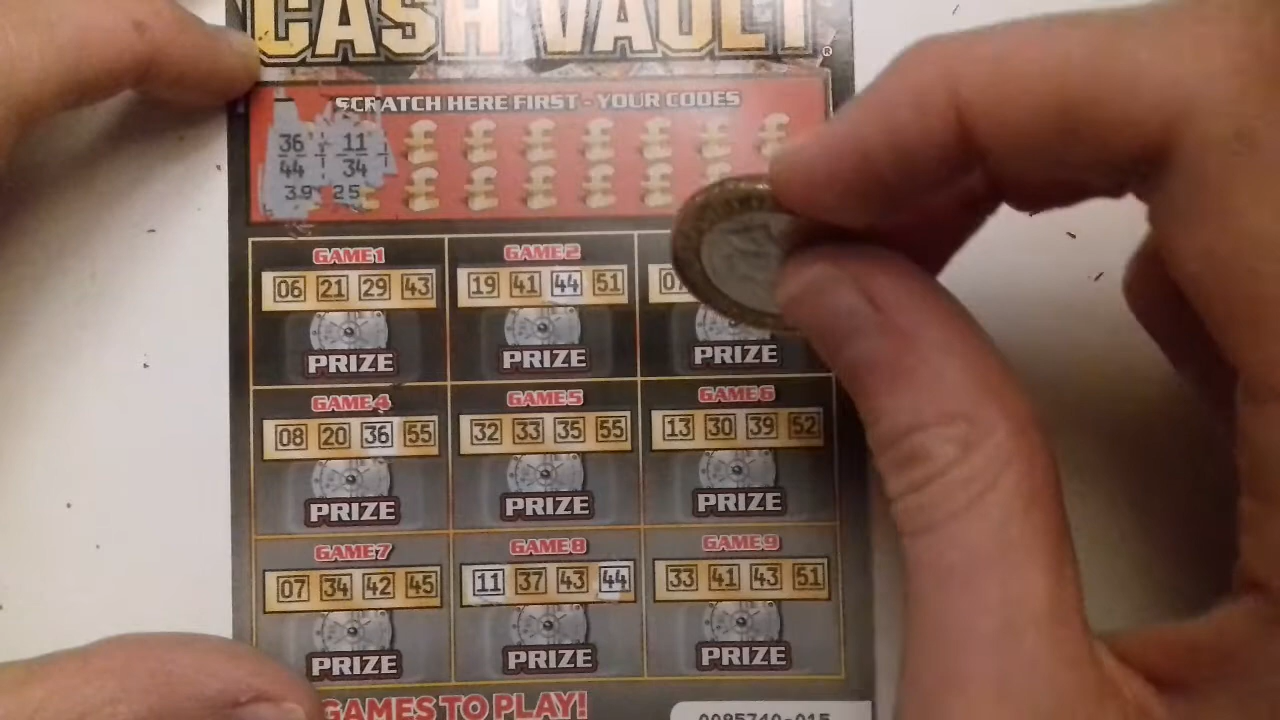 CASH VAULT
SCRATCH HERE FIRST - YOUR CODES
36 11
44 34
39 25
GAME 1 GAME 2
06 21 29 43 19 41 44 51 07
PRIZE PRIZE PRIZE
GAME 4 GAME 5 GAME 6
08 20 36 55 32 33 35 55 13 30 39 52
PRIZE PRIZE PRIZE
GAME 7 GAME 8 GAME 9
07 34 42 45 11 37 43 44 33 41 43 51
PRIZE PRIZE PRIZE
GAMES TO PLAY!
0095740-015